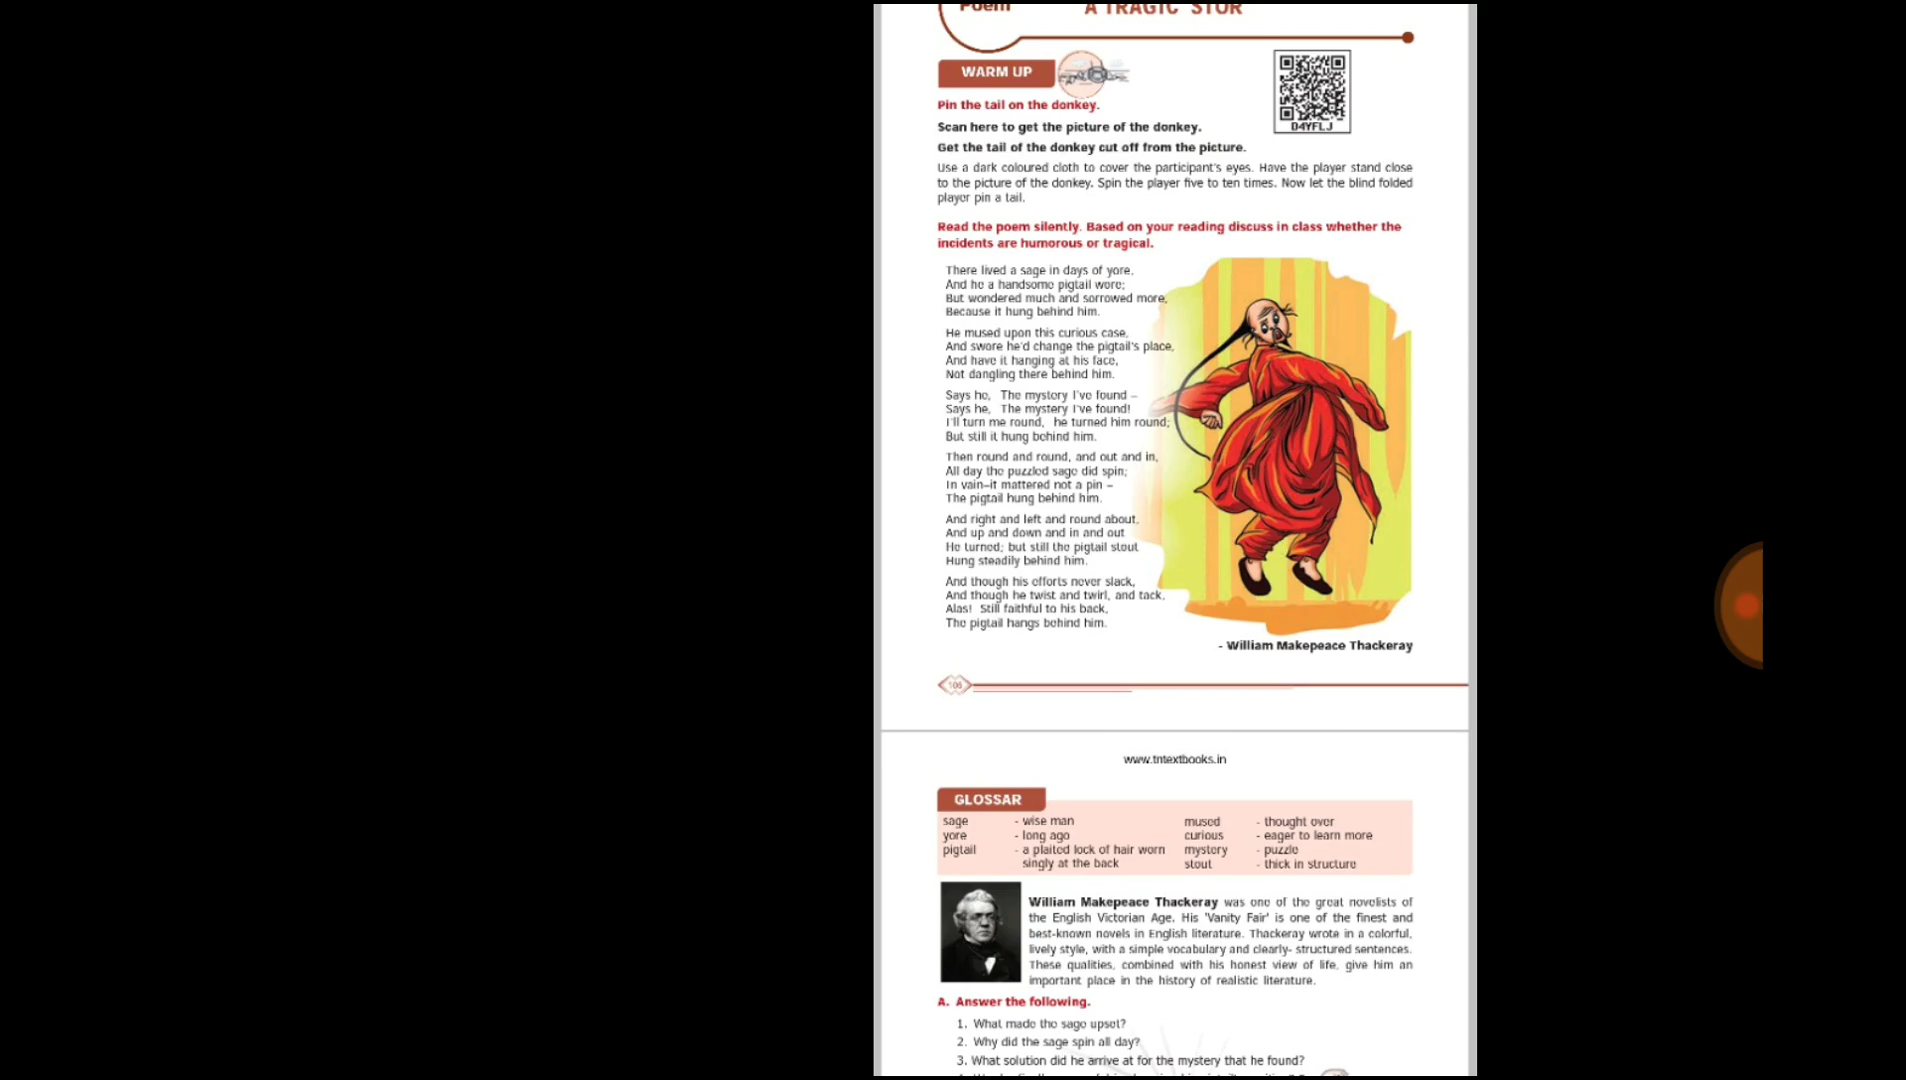 Poem
A TRAGIC STOR
WARM UP
D4YFLJ
Pin the tail on the donkey.
Scan here to get the picture of the donkey.
Get the tail of the donkey cut off from the picture.
Use a dark coloured cloth to cover the participant's eyes. Have the player stand close
to the picture of the donkey. Spin the player five to ten times. Now let the blind folded
player pin a tail.
Read the poem silently. Based on your reading discuss in class whether the
incidents are humorous or tragical.
There lived a sage in days of yore,
And he a handsome pigtail wore;
But wondered much and sorrowed more,
Because it hung behind him.
He mused upon this curious case,
And swore he'd change the pigtail's place,
And have it hanging at his face,
Not dangling there behind him.
Says he, The mystery I've found –
Says he, The mystery I've found!
I'll turn me round, he turned him round;
But still it hung behind him.
Then round and round, and out and in,
All day the puzzled sage did spin;
In vain–it mattered not a pin –
The pigtail hung behind him.
And right and left and round about,
And up and down and in and out
He turned; but still the pigtail stout
Hung steadily behind him.
And though his efforts never slack,
And though he twist and twirl, and tack,
Alas! Still faithful to his back,
The pigtail hangs behind him.
- William Makepeace Thackeray
106
www.tntextbooks.in
GLOSSAR
sage - wise man
yore - long ago
pigtail - a plaited lock of hair worn
singly at the back
mused - thought over
curious - eager to learn more
mystery - puzzle
stout - thick in structure
William Makepeace Thackeray was one of the great novelists of
the English Victorian Age. His 'Vanity Fair' is one of the finest and
best-known novels in English literature. Thackeray wrote in a colorful,
lively style, with a simple vocabulary and clearly- structured sentences.
These qualities, combined with his honest view of life, give him an
important place in the history of realistic literature.
A. Answer the following.
1. What made the sage upset?
2. Why did the sage spin all day?
3. What solution did he arrive at for the mystery that he found?